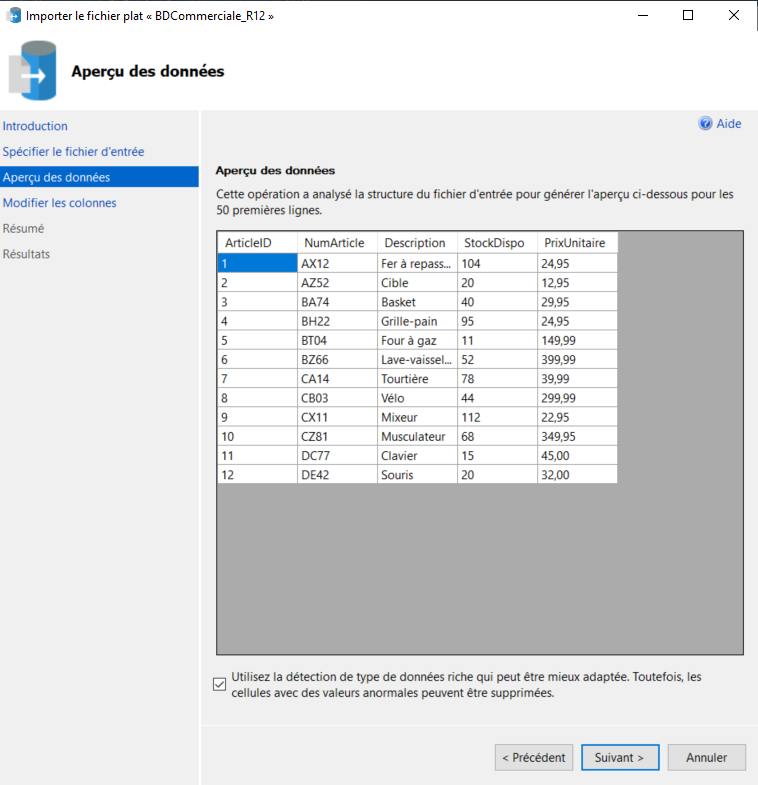 Importer le fichier plat « BDCommerciale_R12 »
Aperçu des données
Introduction
Spécifier le fichier d'entrée
Aperçu des données
Modifier les colonnes
Résumé
Résultats
Aide
Aperçu des données
Cette opération a analysé la structure du fichier d'entrée pour générer l'aperçu ci-dessous pour les
50 premières lignes.
ArticleID NumArticle Description StockDispo PrixUnitaire
1 AX12 Fer à repass... 104 24,95
2 AZ52 Cible 20 12,95
3 BA74 Basket 40 29,95
4 BH22 Grille-pain 95 24,95
5 BT04 Four à gaz 11 149,99
6 BZ66 Lave-vaissel... 52 399,99
7 CA14 Tourtière 78 39,99
8 CB03 Vélo 44 299,99
9 CX11 Mixeur 112 22,95
10 CZ81 Musculateur 68 349,95
11 DC77 Clavier 15 45,00
12 DE42 Souris 20 32,00
Utilisez la détection de type de données riche qui peut être mieux adaptée. Toutefois, les
cellules avec des valeurs anormales peuvent être supprimées.
< Précédent Suivant > Annuler